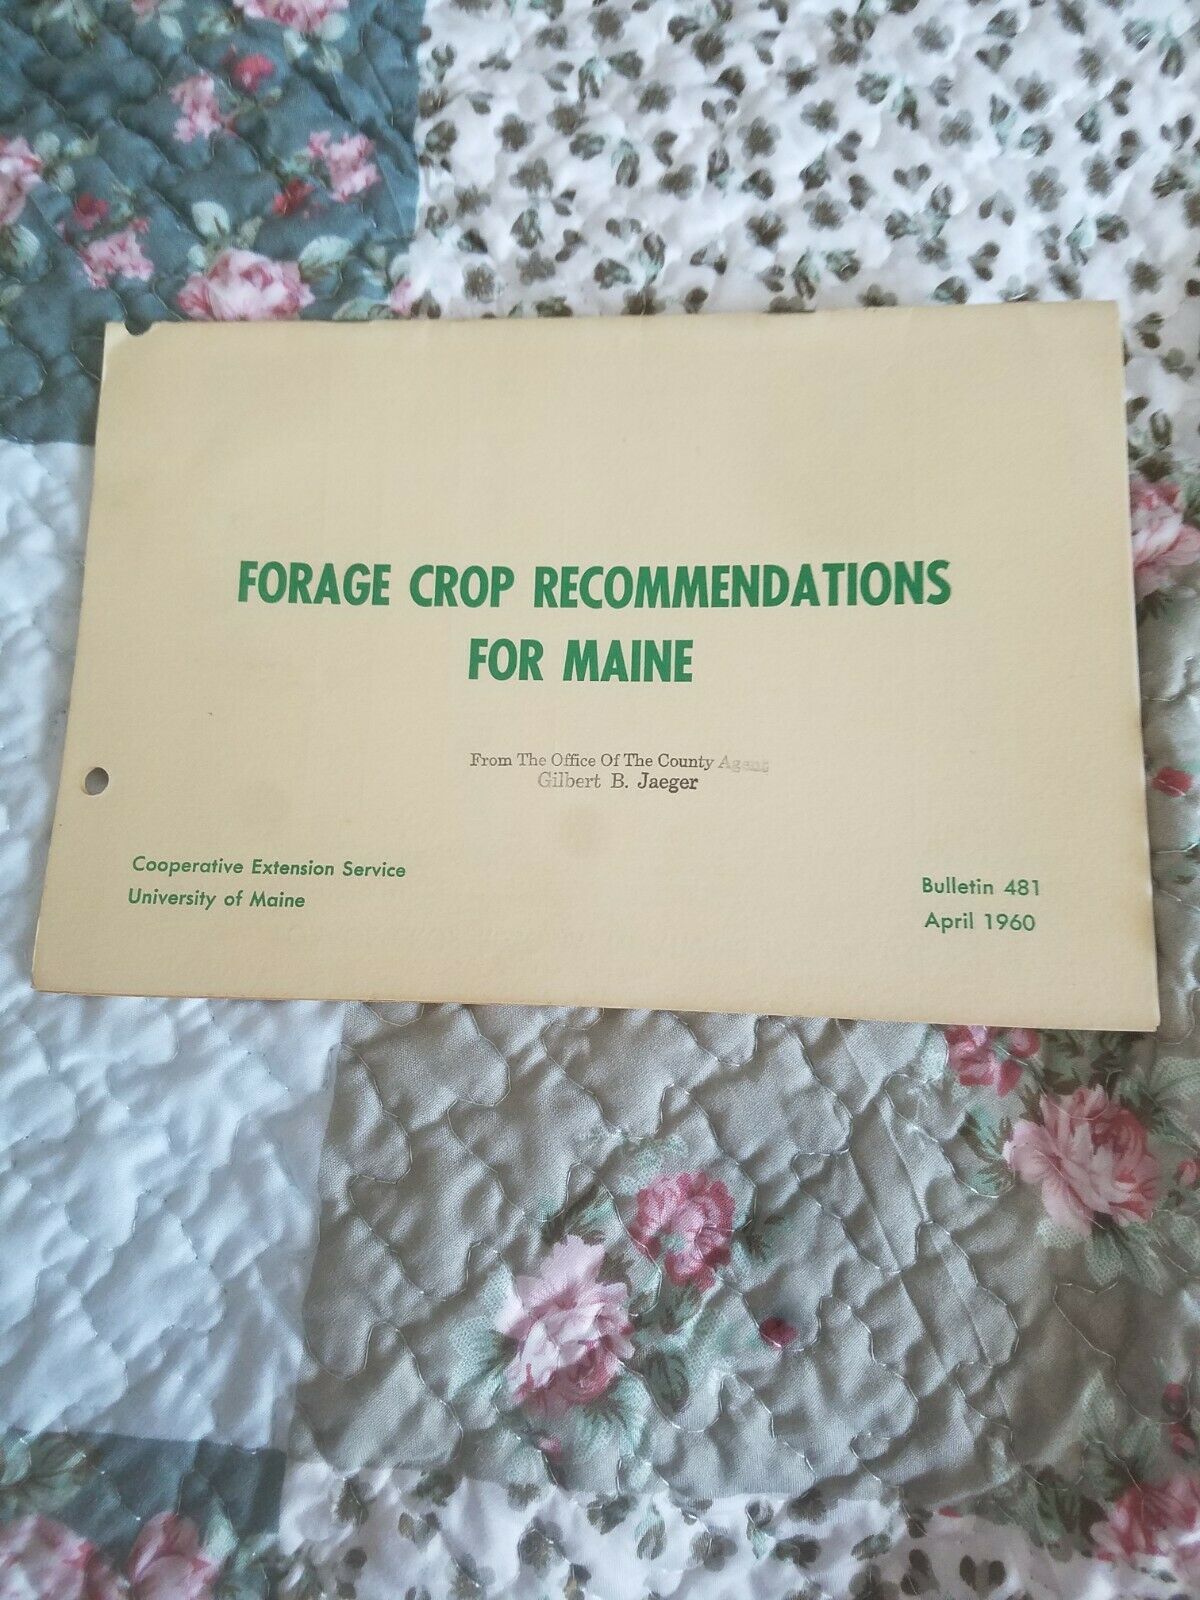 FORAGE CROP RECOMMENDATIONS
FOR MAINE
From The Office Of The County Agent
Gilbert B. Jaeger
Cooperative Extension Service
University of Maine
Bulletin 481
April 1960